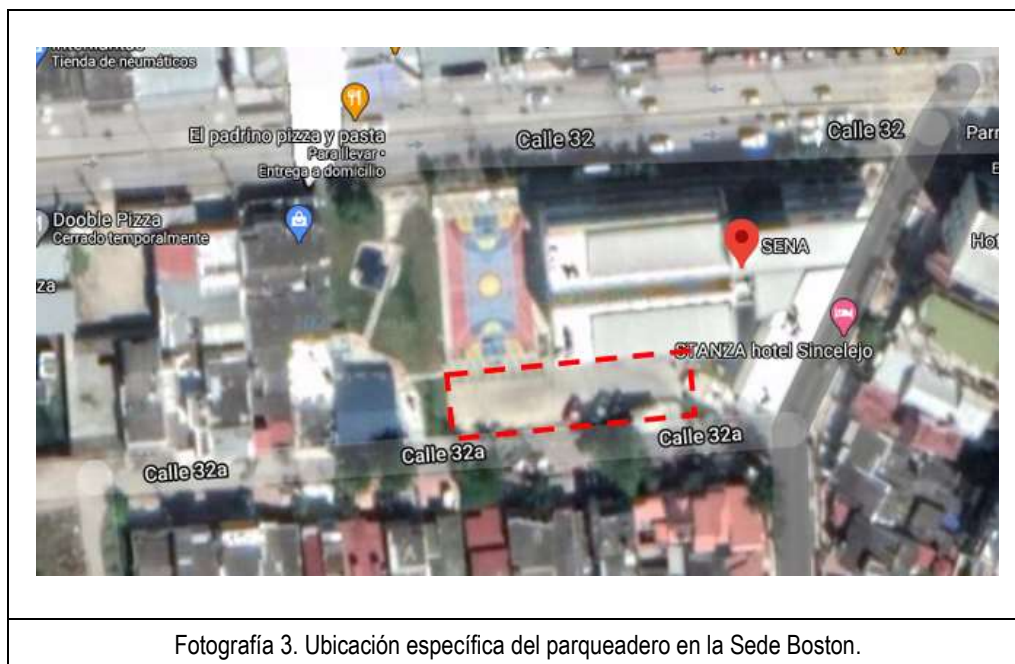 Tienda de neumáticos
El padrino pizza y pasta
Para llevar •
Entrega a domicilio
Calle 32
Calle 32
Dooble Pizza
Cerrado temporalmente
SENA
STANZA hotel Sincelejo
Calle 32a
Calle 32a
Calle 32a
Fotografía 3. Ubicación específica del parqueadero en la Sede Boston.